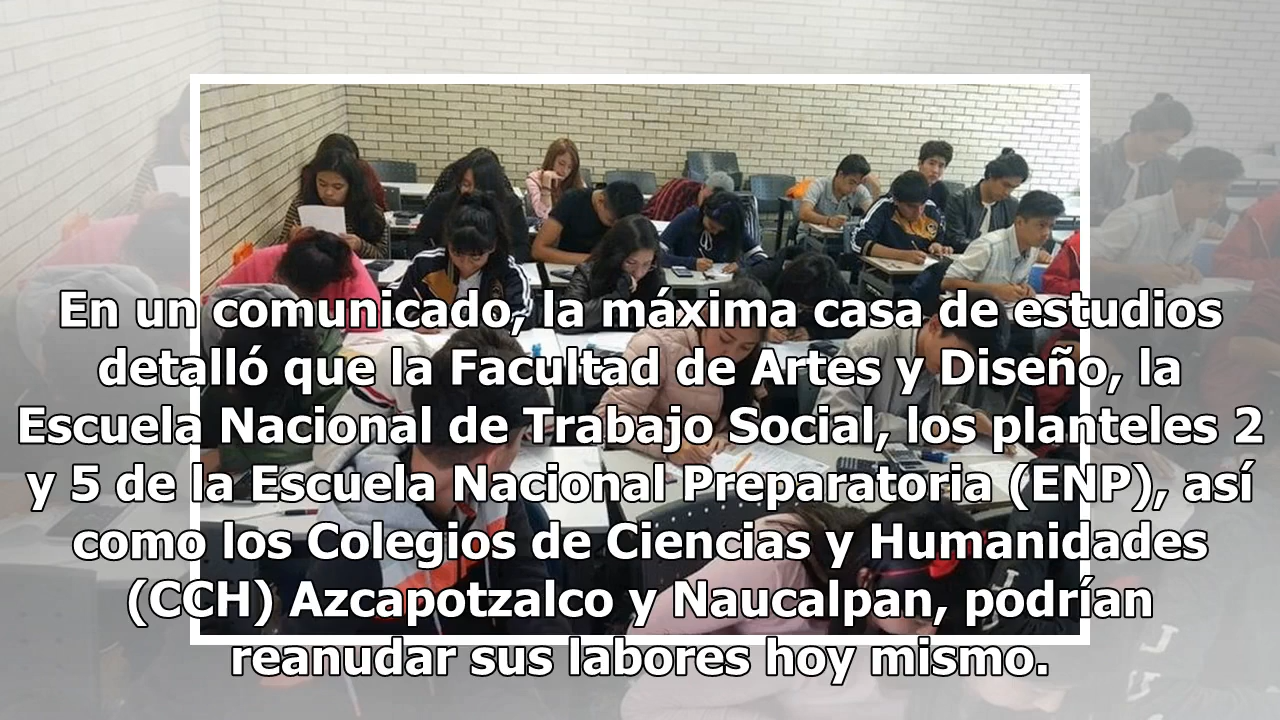 En un comunicado, la máxima casa de estudios
detalló que la Facultad de Artes y Diseño, la
Escuela Nacional de Trabajo Social, los planteles 2
y 5 de la Escuela Nacional Preparatoria (ENP), así
como los Colegios de Ciencias y Humanidades
(CCH) Azcapotzalco y Naucalpan, podrían
reanudar sus labores hoy mismo.